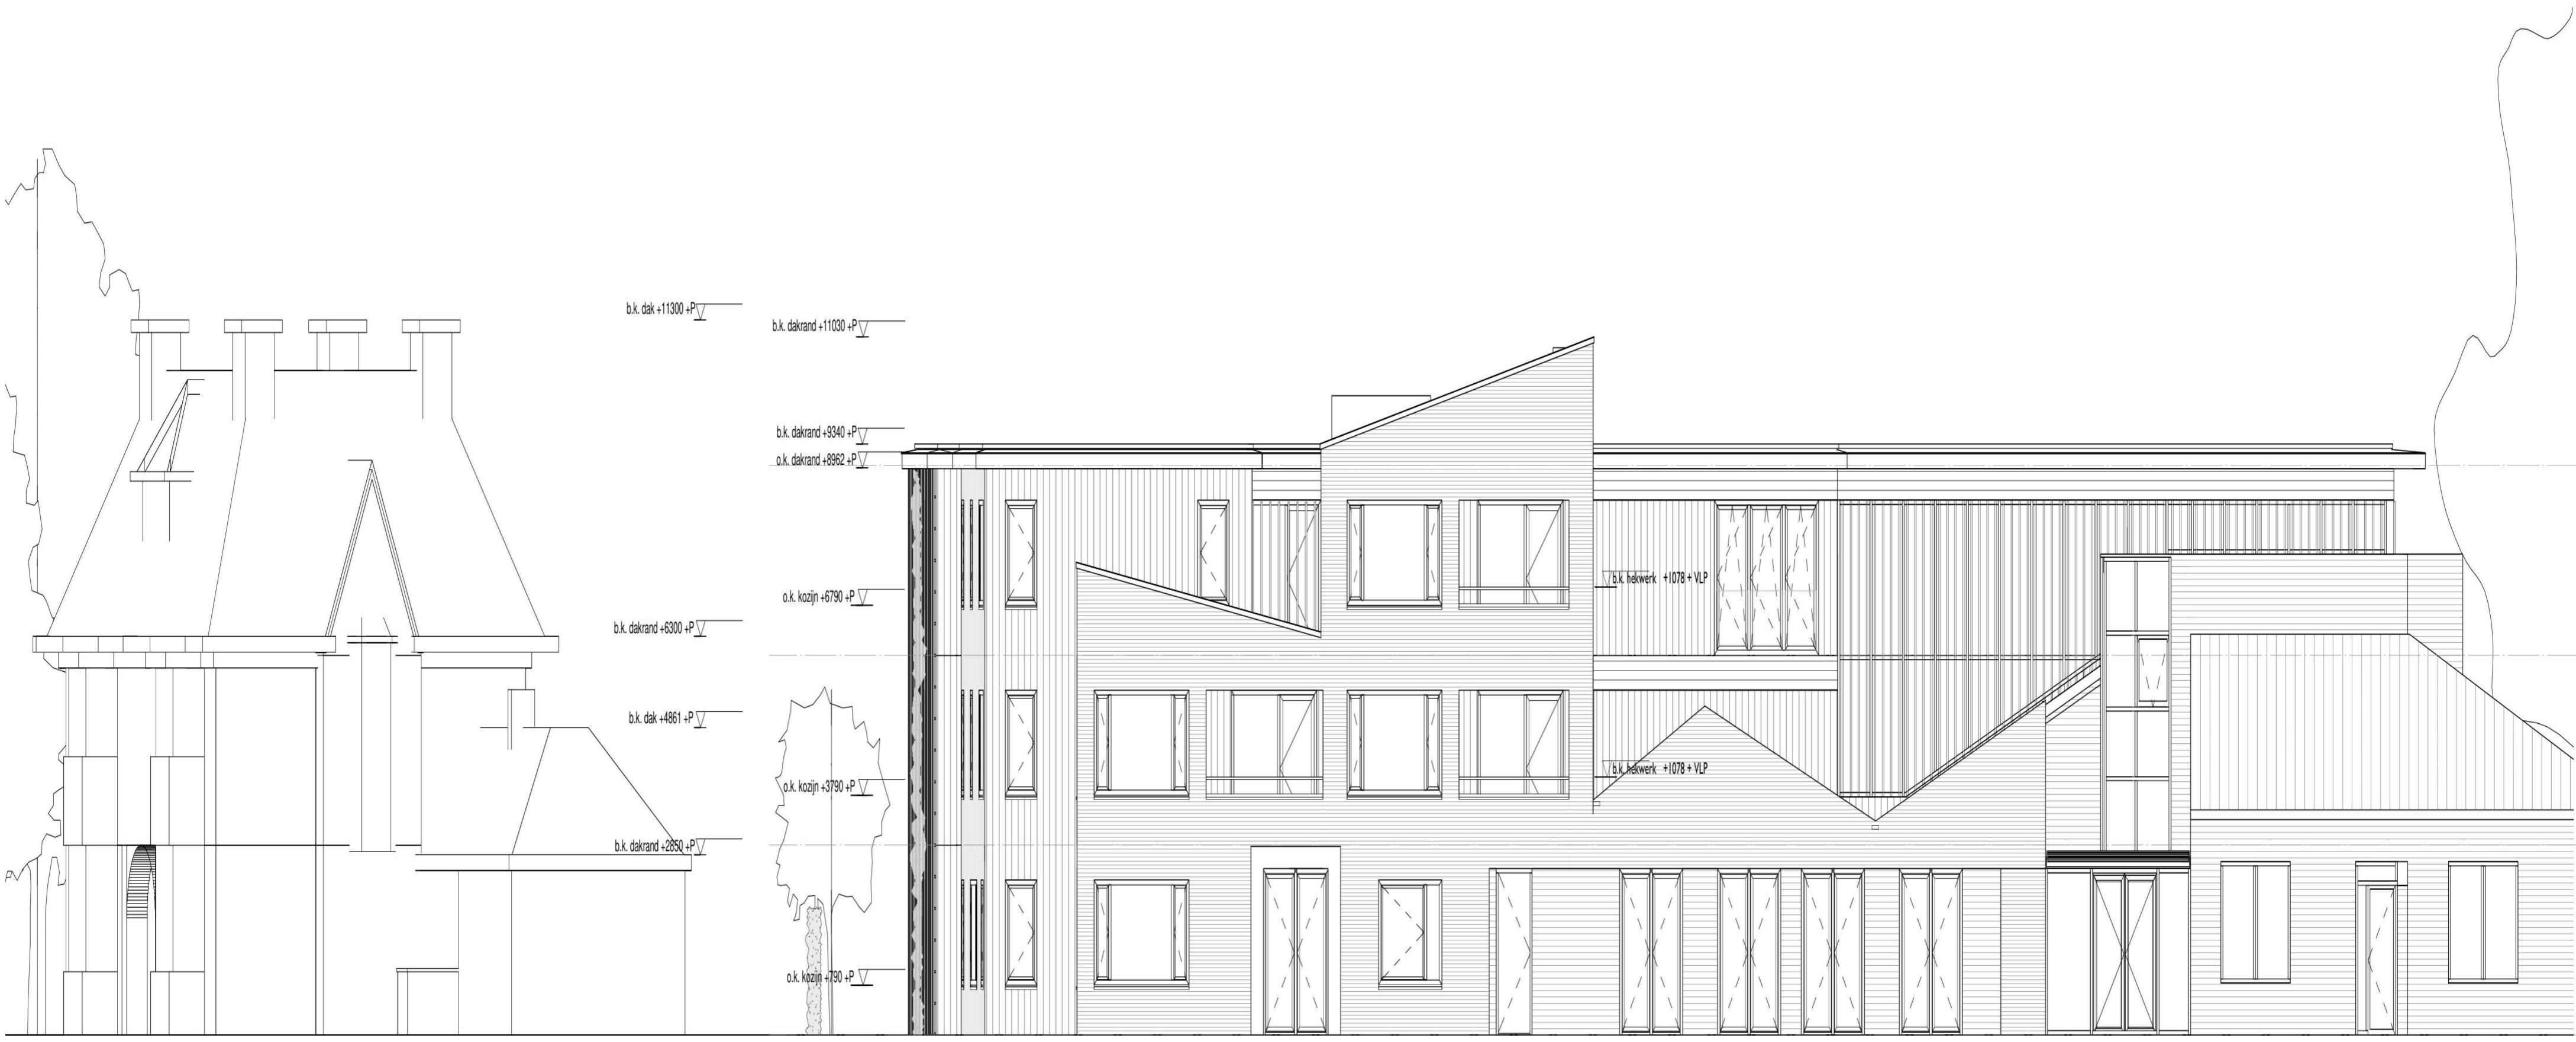 b.k. dak +11300 +P
b.k. dakrand +11030 +P
b.k. dakrand +9340 +P
o.k. dakrand +8962 +P
b.k. hekwerk +1078 + VLP
o.k. kozijn +6790 +P
b.k. dakrand +6300 +P
b.k. dak +4861 +P
b.k. hekwerk +1078 + VLP
o.k. kozijn +3790 +P
b.k. dakrand +2850 +P
o.k. kozijn +790 +P